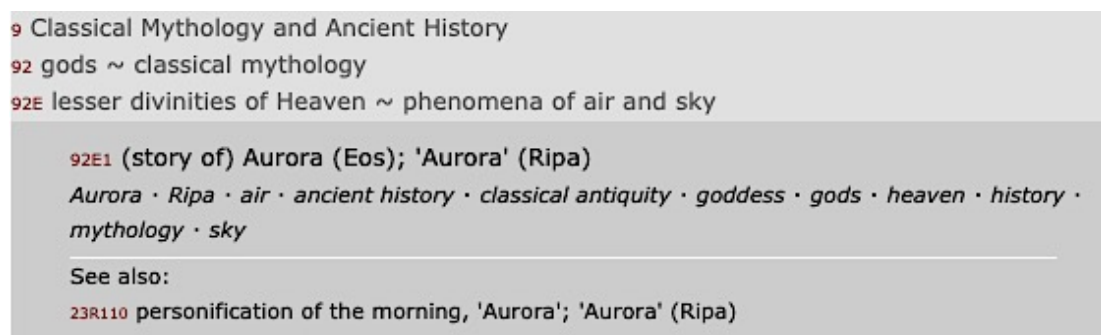 9 Classical Mythology and Ancient History
92 gods ~ classical mythology
92E lesser divinities of Heaven ~ phenomena of air and sky
92E1 (story of) Aurora (Eos); 'Aurora' (Ripa)
Aurora · Ripa · air · ancient history · classical antiquity · goddess · gods · heaven · history ·
mythology · sky
See also:
23R110 personification of the morning, 'Aurora'; 'Aurora' (Ripa)